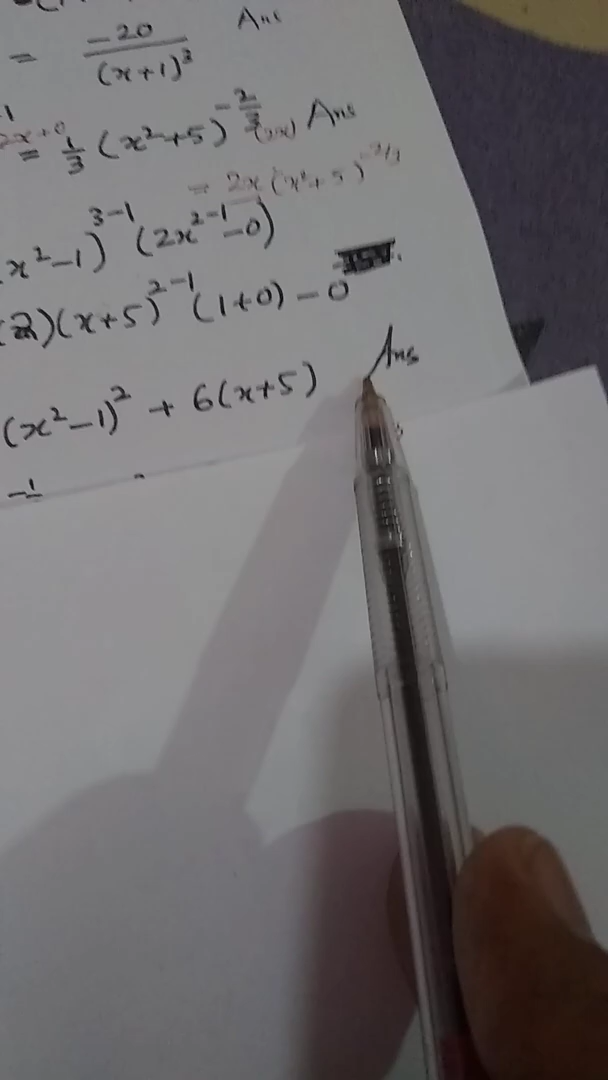 = -20/(x+1)³ Ans
= 1/3 (x²+5)^(-2/3) (2x) Ans
= 2x(x²+5)^(-2/3)
x²-1)^(3-1) (2x^(2-1)-0)
(2)(x+5)^(2-1) (1+0) - 0
(x²-1)² + 6(x+5) Ans